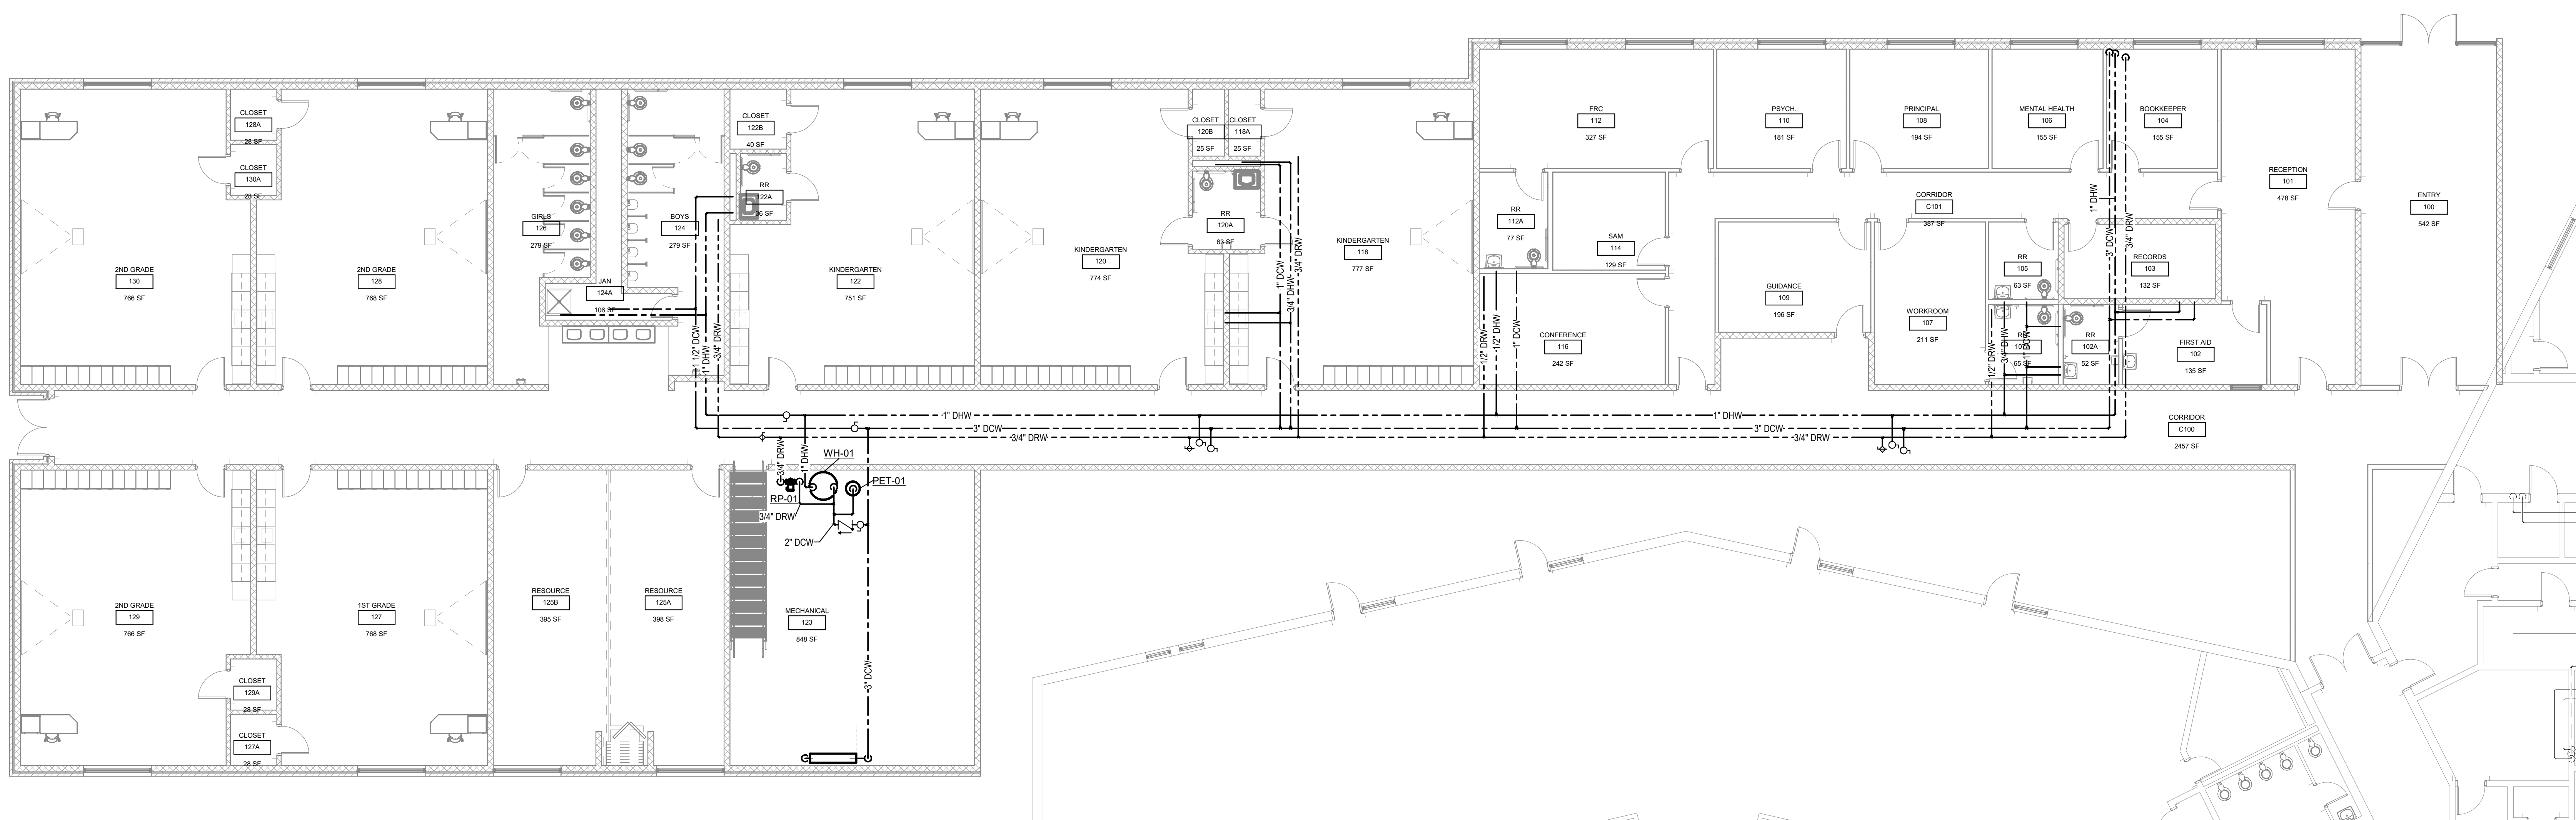 CLOSET
128A
28 SF
CLOSET
130A
28 SF
2ND GRADE
130
766 SF
2ND GRADE
128
768 SF
GIRLS
126
279 SF
BOYS
124
279 SF
JAN
124A
106 SF
CLOSET
122B
40 SF
RR
122A
36 SF
KINDERGARTEN
122
751 SF
KINDERGARTEN
120
774 SF
CLOSET
120B
25 SF
CLOSET
118A
25 SF
RR
120A
63 SF
KINDERGARTEN
118
777 SF
FRC
112
327 SF
PSYCH.
110
181 SF
PRINCIPAL
108
194 SF
MENTAL HEALTH
106
155 SF
BOOKKEEPER
104
155 SF
RECEPTION
101
478 SF
ENTRY
100
542 SF
RR
112A
77 SF
SAM
114
129 SF
CORRIDOR
C101
387 SF
CONFERENCE
116
242 SF
GUIDANCE
109
196 SF
WORKROOM
107
211 SF
RR
105
63 SF
RECORDS
103
132 SF
65 SF
RR
102A
52 SF
FIRST AID
102
135 SF
CORRIDOR
C100
2457 SF
1 1/2" DCW
1" DHW
3/4" DRW
1" DCW
3/4" DHW
3/4" DRW
1/2" DRW
1/2" DHW
1" DCW
1/2" DRW
3/4" DHW
1" DCW
1" DHW
3" DCW
3/4" DRW
1" DHW
3" DCW
3/4" DRW
1" DHW
3" DCW
3/4" DRW
3/4" DRW
1" DHW
WH-01
PET-01
RP-01
3/4" DRW
2" DCW
3" DCW
2ND GRADE
129
766 SF
1ST GRADE
127
768 SF
RESOURCE
125B
395 SF
RESOURCE
125A
398 SF
MECHANICAL
123
848 SF
CLOSET
129A
28 SF
CLOSET
127A
28 SF